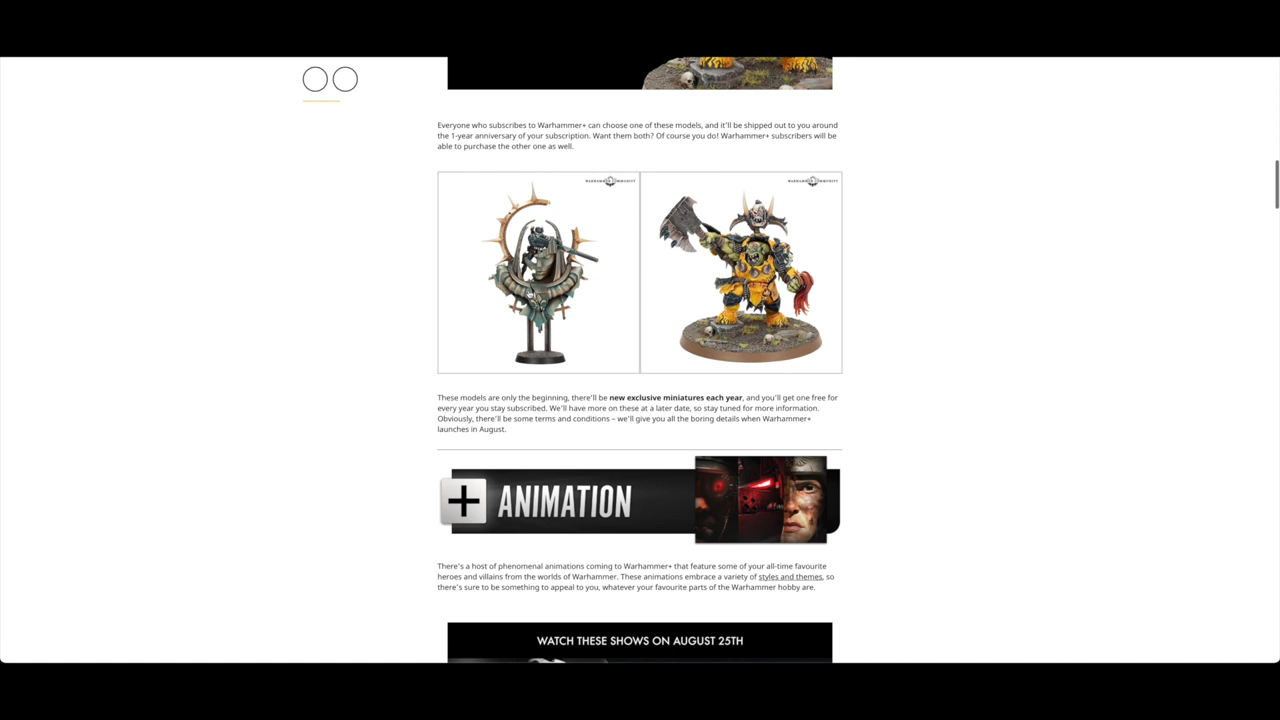 Everyone who subscribes to Warhammer+ can choose one of these models, and it'll be shipped out to you around
the 1-year anniversary of your subscription. Want them both? Of course you do! Warhammer+ subscribers will be
able to purchase the other one as well.
WARHAMMER COMMUNITY
WARHAMMER COMMUNITY
These models are only the beginning, there'll be new exclusive miniatures each year, and you'll get one free for
every year you stay subscribed. We'll have more on these at a later date, so stay tuned for more information.
Obviously, there'll be some terms and conditions – we'll give you all the boring details when Warhammer+
launches in August.
+ ANIMATION
There's a host of phenomenal animations coming to Warhammer+ that feature some of your all-time favourite
heroes and villains from the worlds of Warhammer. These animations embrace a variety of styles and themes, so
there's sure to be something to appeal to you, whatever your favourite parts of the Warhammer hobby are.
WATCH THESE SHOWS ON AUGUST 25TH